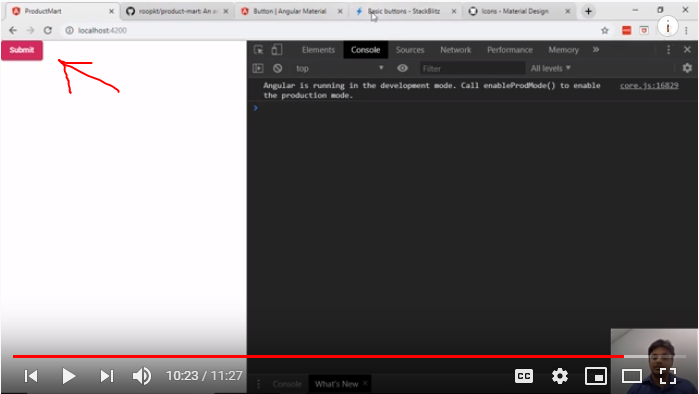 ProductMart
roopkt/product-mart: An a
Button | Angular Material
Basic buttons - StackBlitz
Icons - Material Design
localhost:4200
Submit
Elements Console Sources Network Performance Memory »
top Filter All levels
Angular is running in the development mode. Call enableProdMode() to enable core.js:16829
the production mode.
Console What's New
10:23 / 11:27
CC